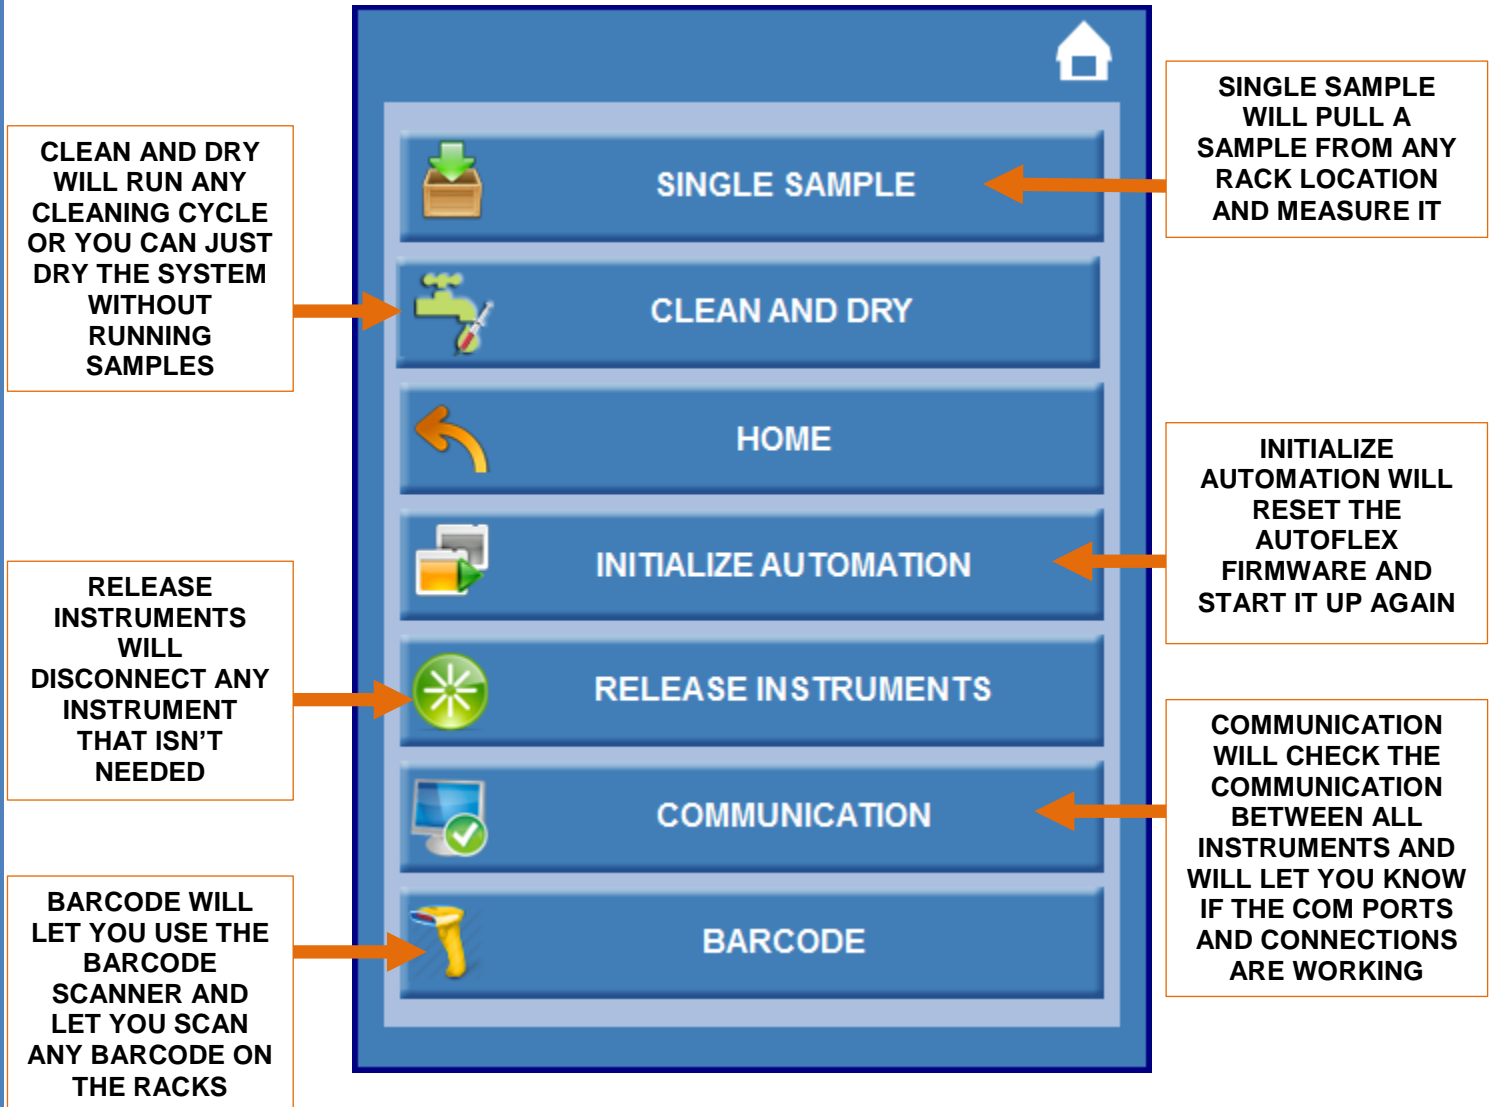 SINGLE SAMPLE
WILL PULL A
SAMPLE FROM ANY
RACK LOCATION
AND MEASURE IT
CLEAN AND DRY
WILL RUN ANY
CLEANING CYCLE
OR YOU CAN JUST
DRY THE SYSTEM
WITHOUT
RUNNING
SAMPLES
SINGLE SAMPLE
CLEAN AND DRY
HOME
INITIALIZE AUTOMATION
RELEASE INSTRUMENTS
COMMUNICATION
BARCODE
INITIALIZE
AUTOMATION WILL
RESET THE
AUTOFLEX
FIRMWARE AND
START IT UP AGAIN
RELEASE
INSTRUMENTS
WILL
DISCONNECT ANY
INSTRUMENT
THAT ISN'T
NEEDED
COMMUNICATION
WILL CHECK THE
COMMUNICATION
BETWEEN ALL
INSTRUMENTS AND
WILL LET YOU KNOW
IF THE COM PORTS
AND CONNECTIONS
ARE WORKING
BARCODE WILL
LET YOU USE THE
BARCODE
SCANNER AND
LET YOU SCAN
ANY BARCODE ON
THE RACKS